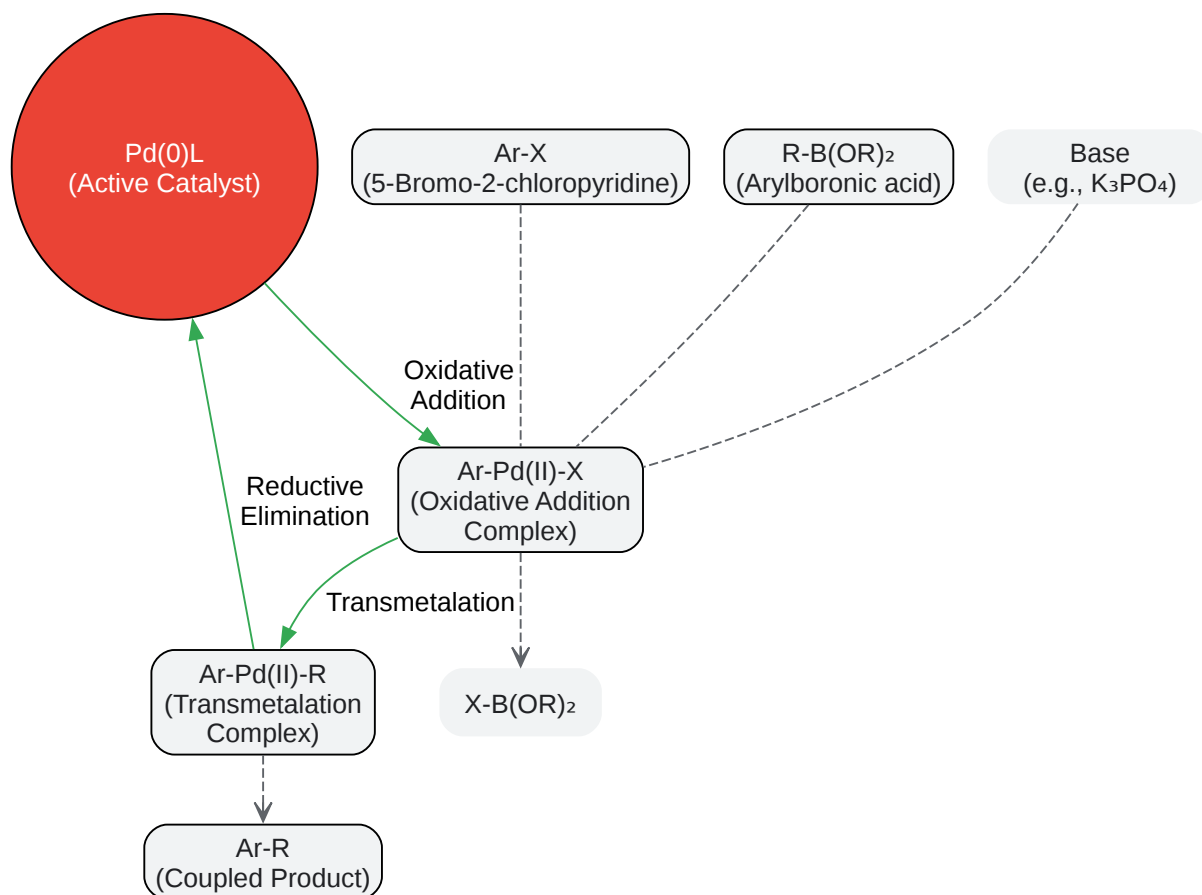 Pd(0)L
(Active Catalyst)
Ar-X
(5-Bromo-2-chloropyridine)
R-B(OR)₂
(Arylboronic acid)
Base
(e.g., K₃PO₄)
Oxidative
Addition
Ar-Pd(II)-X
(Oxidative Addition
Complex)
Reductive
Elimination
Transmetalation
Ar-Pd(II)-R
(Transmetalation
Complex)
X-B(OR)₂
Ar-R
(Coupled Product)